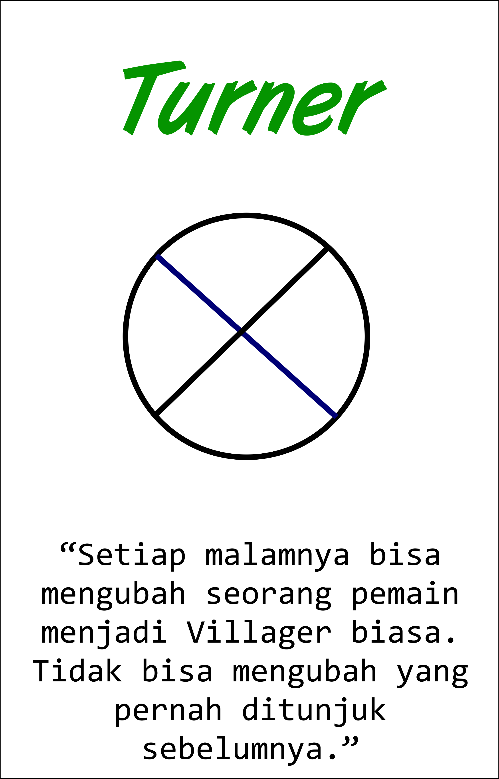 Turner
“Setiap malamnya bisa
mengubah seorang pemain
menjadi Villager biasa.
Tidak bisa mengubah yang
pernah ditunjuk
sebelumnya.”